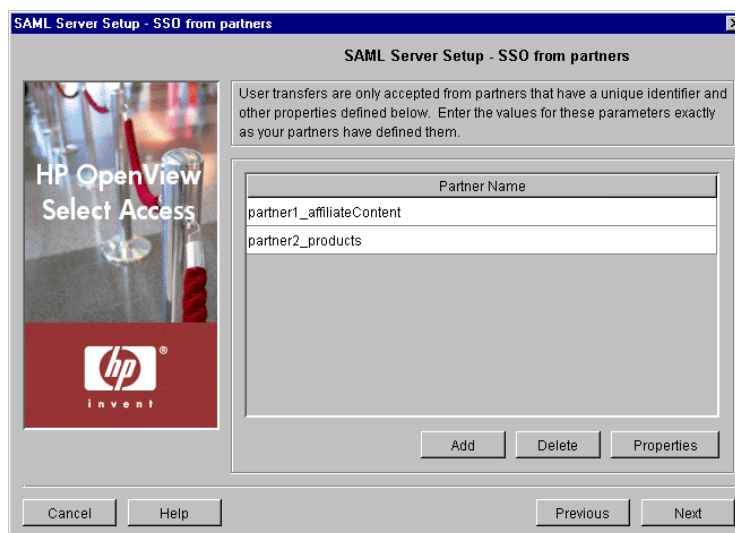 SAML Server Setup - SSO from partners
SAML Server Setup - SSO from partners
User transfers are only accepted from partners that have a unique identifier and
other properties defined below. Enter the values for these parameters exactly
as your partners have defined them.
HP OpenView
Select Access
hp
®
invent
Partner Name
partner1_affiliateContent
partner2_products
Add
Delete
Properties
Cancel
Help
Previous
Next